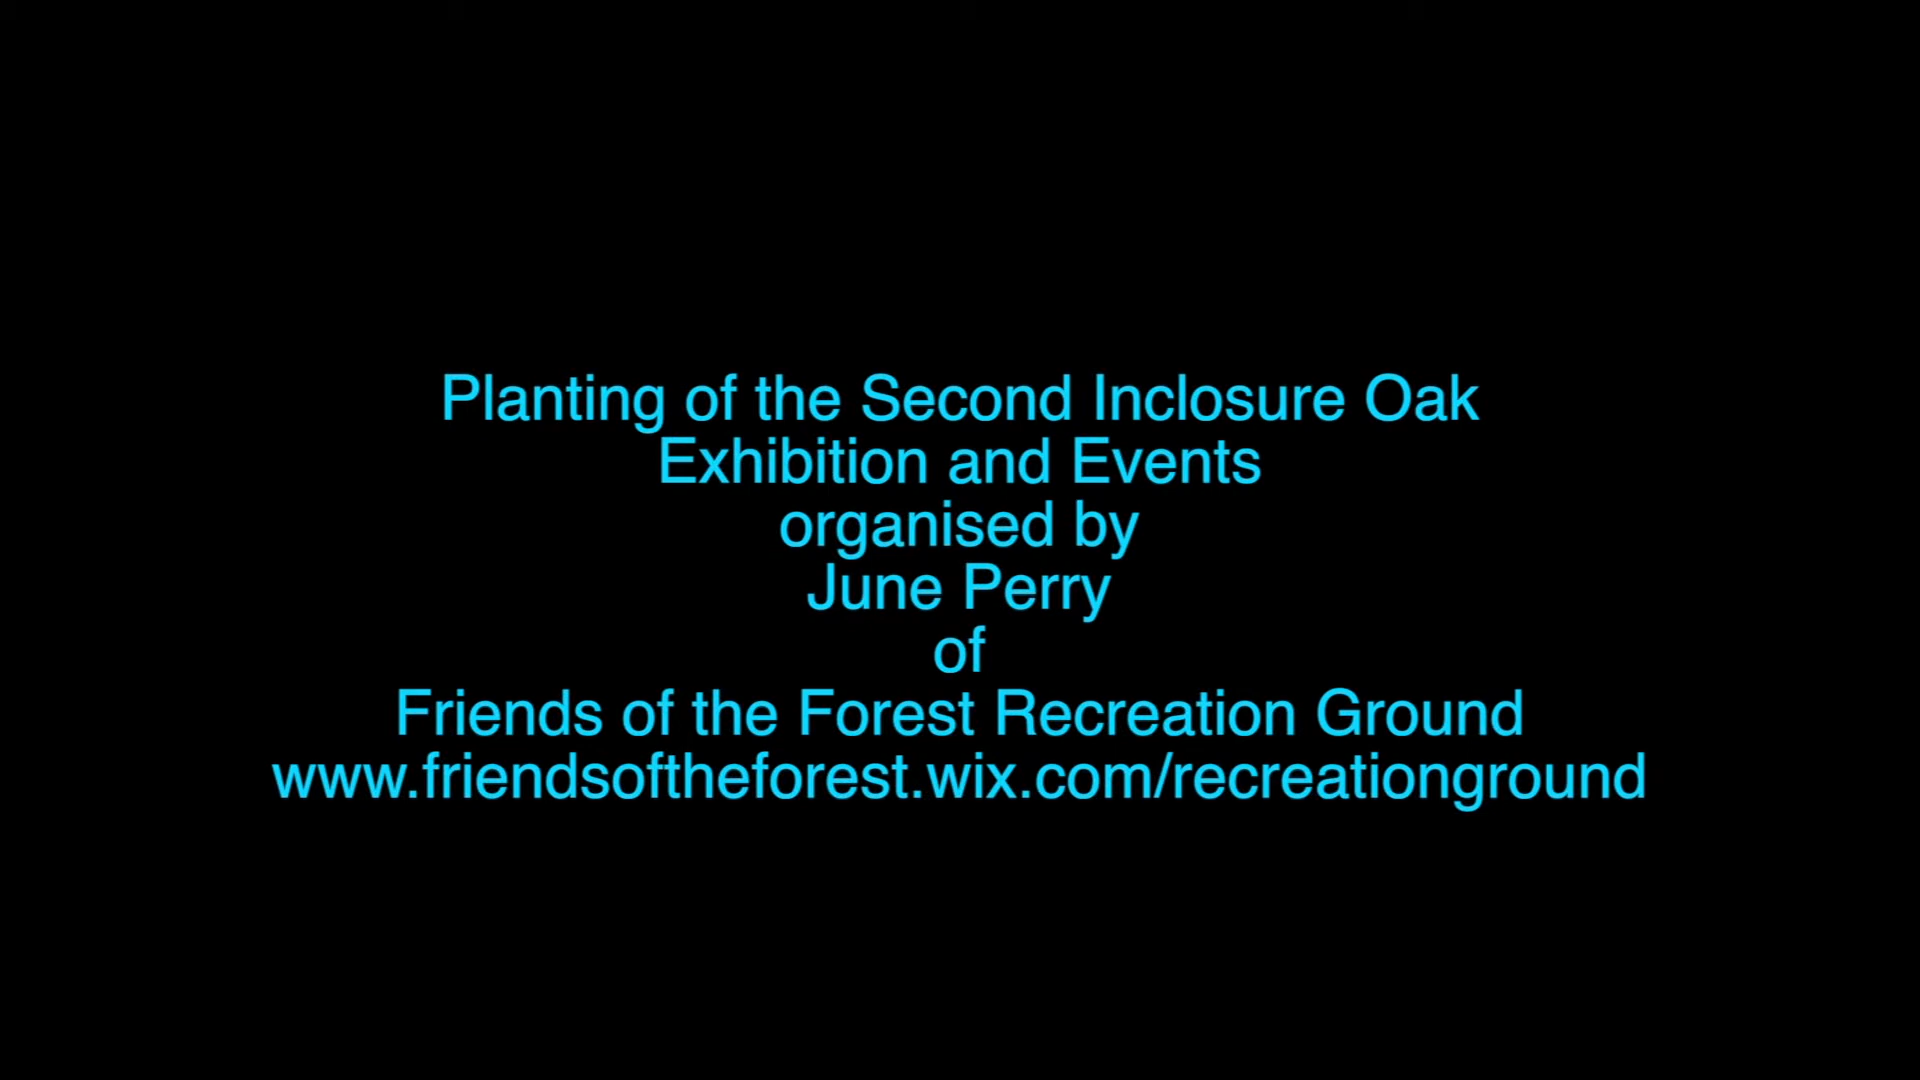 Planting of the Second Inclosure Oak
Exhibition and Events
organised by
June Perry
of
Friends of the Forest Recreation Ground
www.friendsoftheforest.wix.com/recreationground